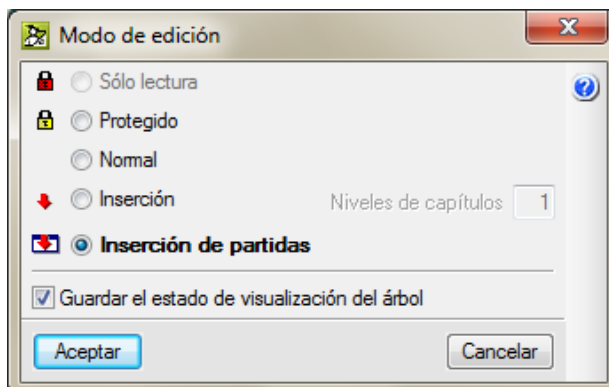 Modo de edición
Sólo lectura
Protegido
Normal
Inserción Niveles de capítulos 1
Inserción de partidas
Guardar el estado de visualización del árbol
Aceptar Cancelar